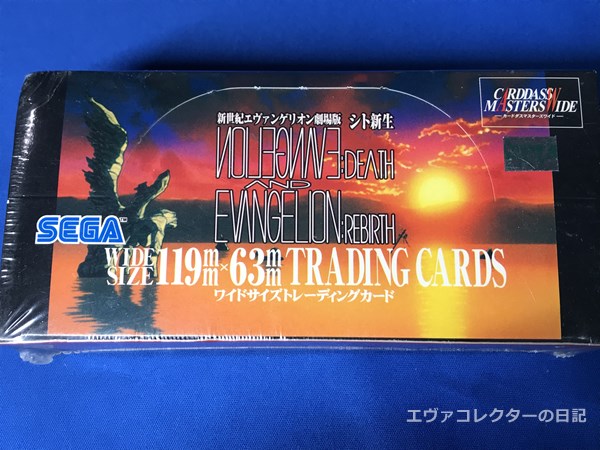 CARDDASS
MASTERS WIDE
カードダスマスターズワイド
新世紀エヴァンゲリオン劇場版 シト新生
EVANGELION:DEATH
AND
EVANGELION:REBIRTH
SEGA™
WIDE SIZE 119mm×63mm TRADING CARDS
ワイドサイズトレーディングカード
エヴァコレクターの日記